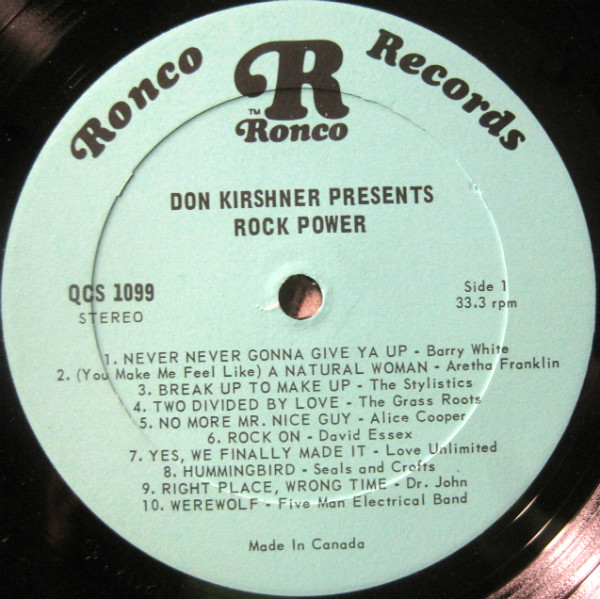 Ronco Records
R
TM
Ronco
DON KIRSHNER PRESENTS
ROCK POWER
QCS 1099
STEREO
Side 1
33.3 rpm
1. NEVER NEVER GONNA GIVE YA UP - Barry White
2. (You Make Me Feel Like) A NATURAL WOMAN - Aretha Franklin
3. BREAK UP TO MAKE UP - The Stylistics
4. TWO DIVIDED BY LOVE - The Grass Roots
5. NO MORE MR. NICE GUY - Alice Cooper
6. ROCK ON - David Essex
7. YES, WE FINALLY MADE IT - Love Unlimited
8. HUMMINGBIRD - Seals and Crofts
9. RIGHT PLACE, WRONG TIME - Dr. John
10. WEREWOLF - Five Man Electrical Band
Made In Canada